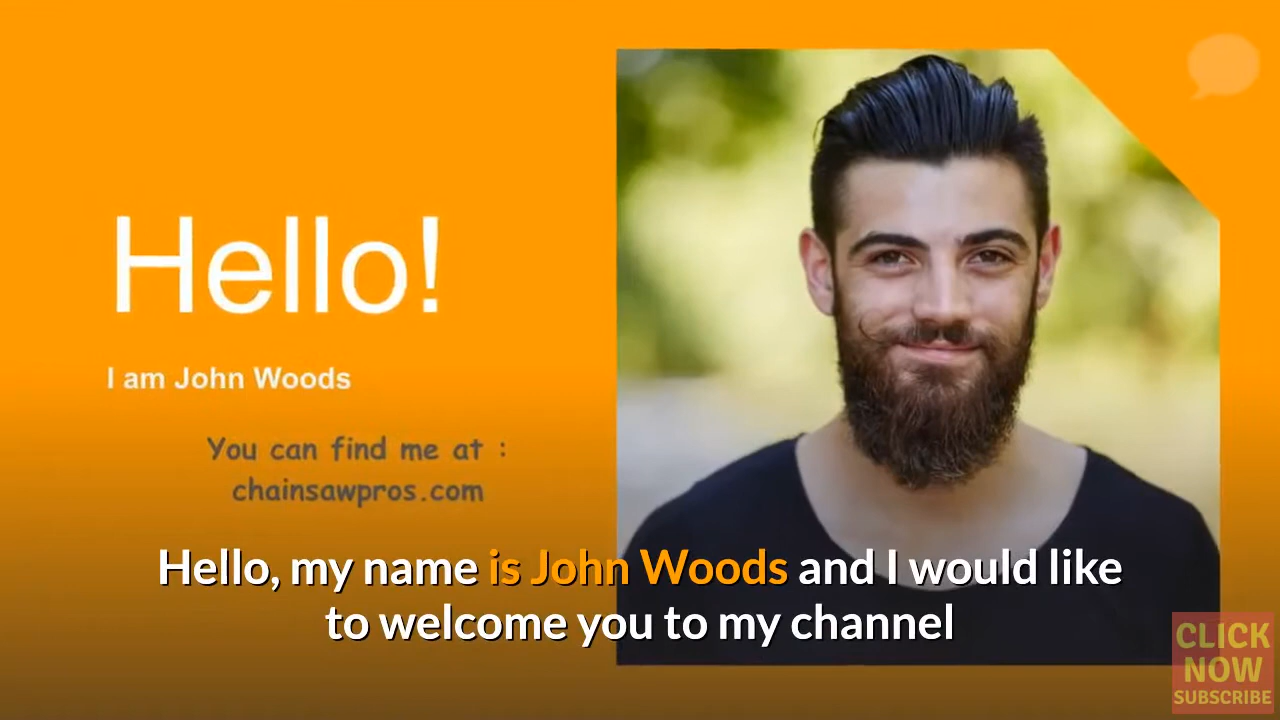 Hello!
I am John Woods
You can find me at :
chainsawpros.com
Hello, my name is John Woods and I would like
to welcome you to my channel
CLICK
NOW
SUBSCRIBE